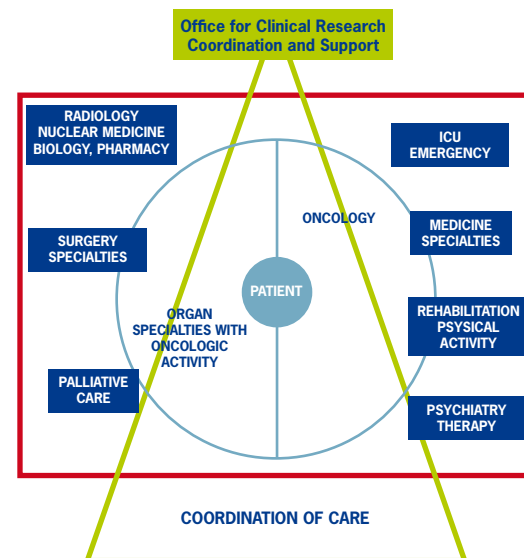 Office for Clinical Research
Coordination and Support
RADIOLOGY
NUCLEAR MEDICINE
BIOLOGY, PHARMACY
ICU
EMERGENCY
ONCOLOGY
MEDICINE
SPECIALTIES
SURGERY
SPECIALTIES
PATIENT
ORGAN
SPECIALTIES WITH
ONCOLOGIC
ACTIVITY
REHABILITATION
PSYSICAL
ACTIVITY
PALLIATIVE
CARE
PSYCHIATRY
THERAPY
COORDINATION OF CARE